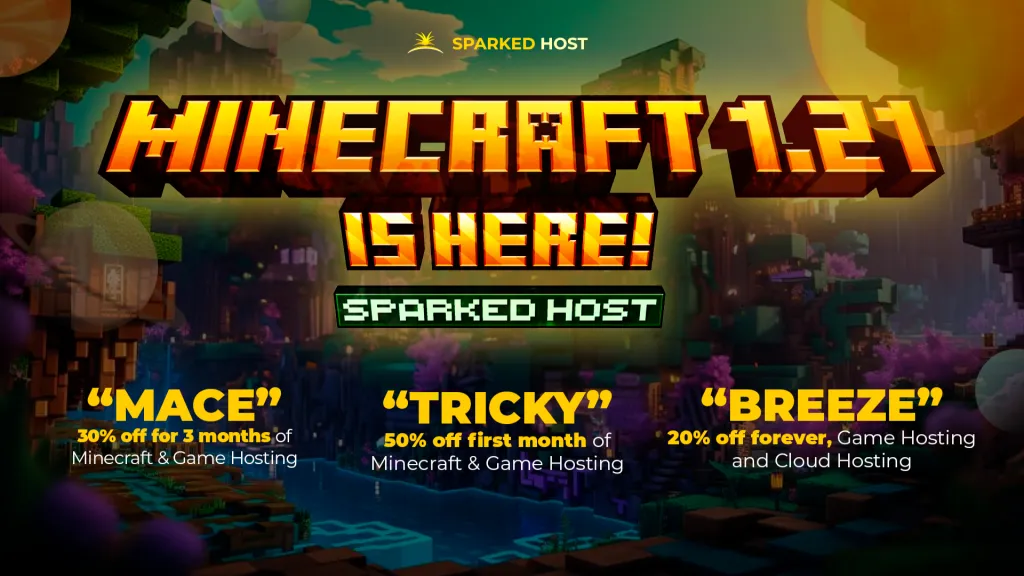 SPARKED HOST
MINECRAFT 1.21
IS HERE!
SPARKED HOST
“MACE”
30% off for 3 months of
Minecraft & Game Hosting
“TRICKY”
50% off first month of
Minecraft & Game Hosting
“BREEZE”
20% off forever, Game Hosting
and Cloud Hosting